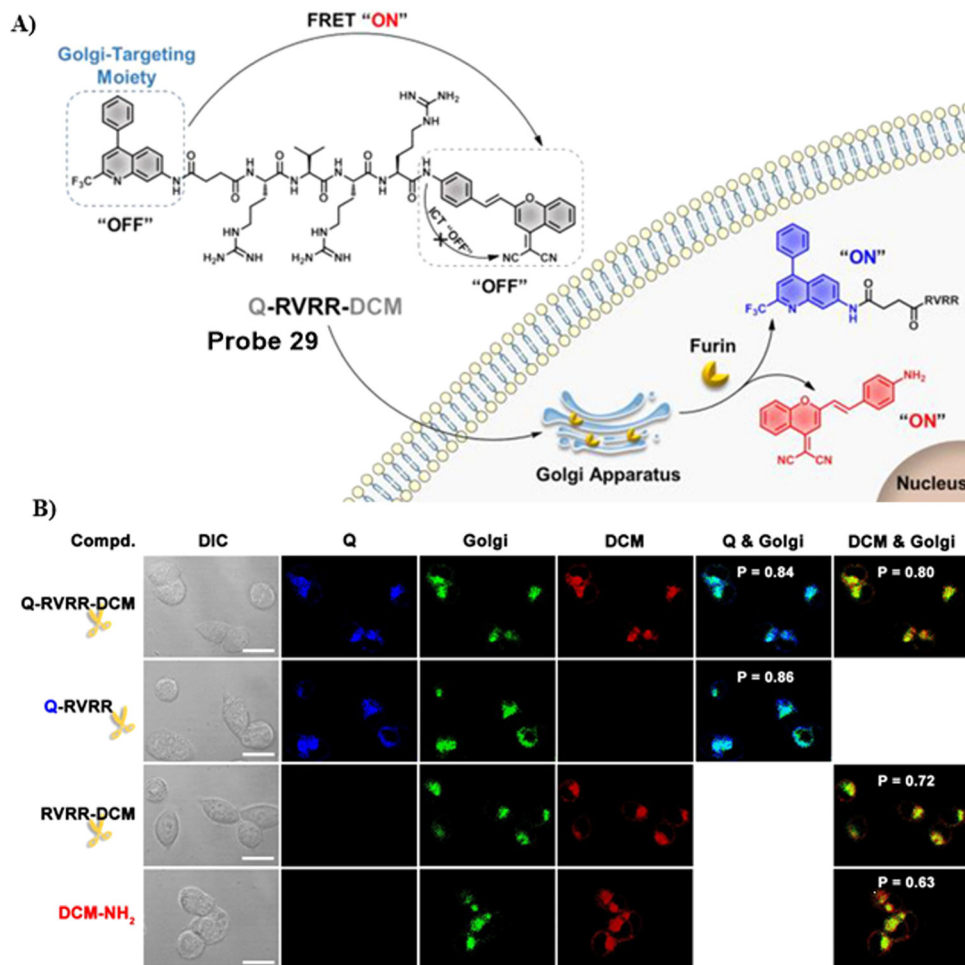 A)
FRET "ON"
Golgi-Targeting
Moiety
F₃C
N
N
H
O
O
H
N
O
N
H
O
H
N
O
N
H
O
H
N
O
HN
NH₂
NH
HN
H₂N
NH
HN
H₂N
NH
ICT "OFF"
NC
CN
"OFF"
"OFF"
Q-RVRR-DCM
Probe 29
Furin
Golgi Apparatus
"ON"
F₃C
N
N
H
O
O
RVRR
NH₂
O
NC
CN
"ON"
Nucleus
B)
Compd.
DIC
Q
Golgi
DCM
Q & Golgi
DCM & Golgi
Q-RVRR-DCM
P = 0.84
P = 0.80
Q-RVRR
P = 0.86
RVRR-DCM
P = 0.72
DCM-NH₂
P = 0.63